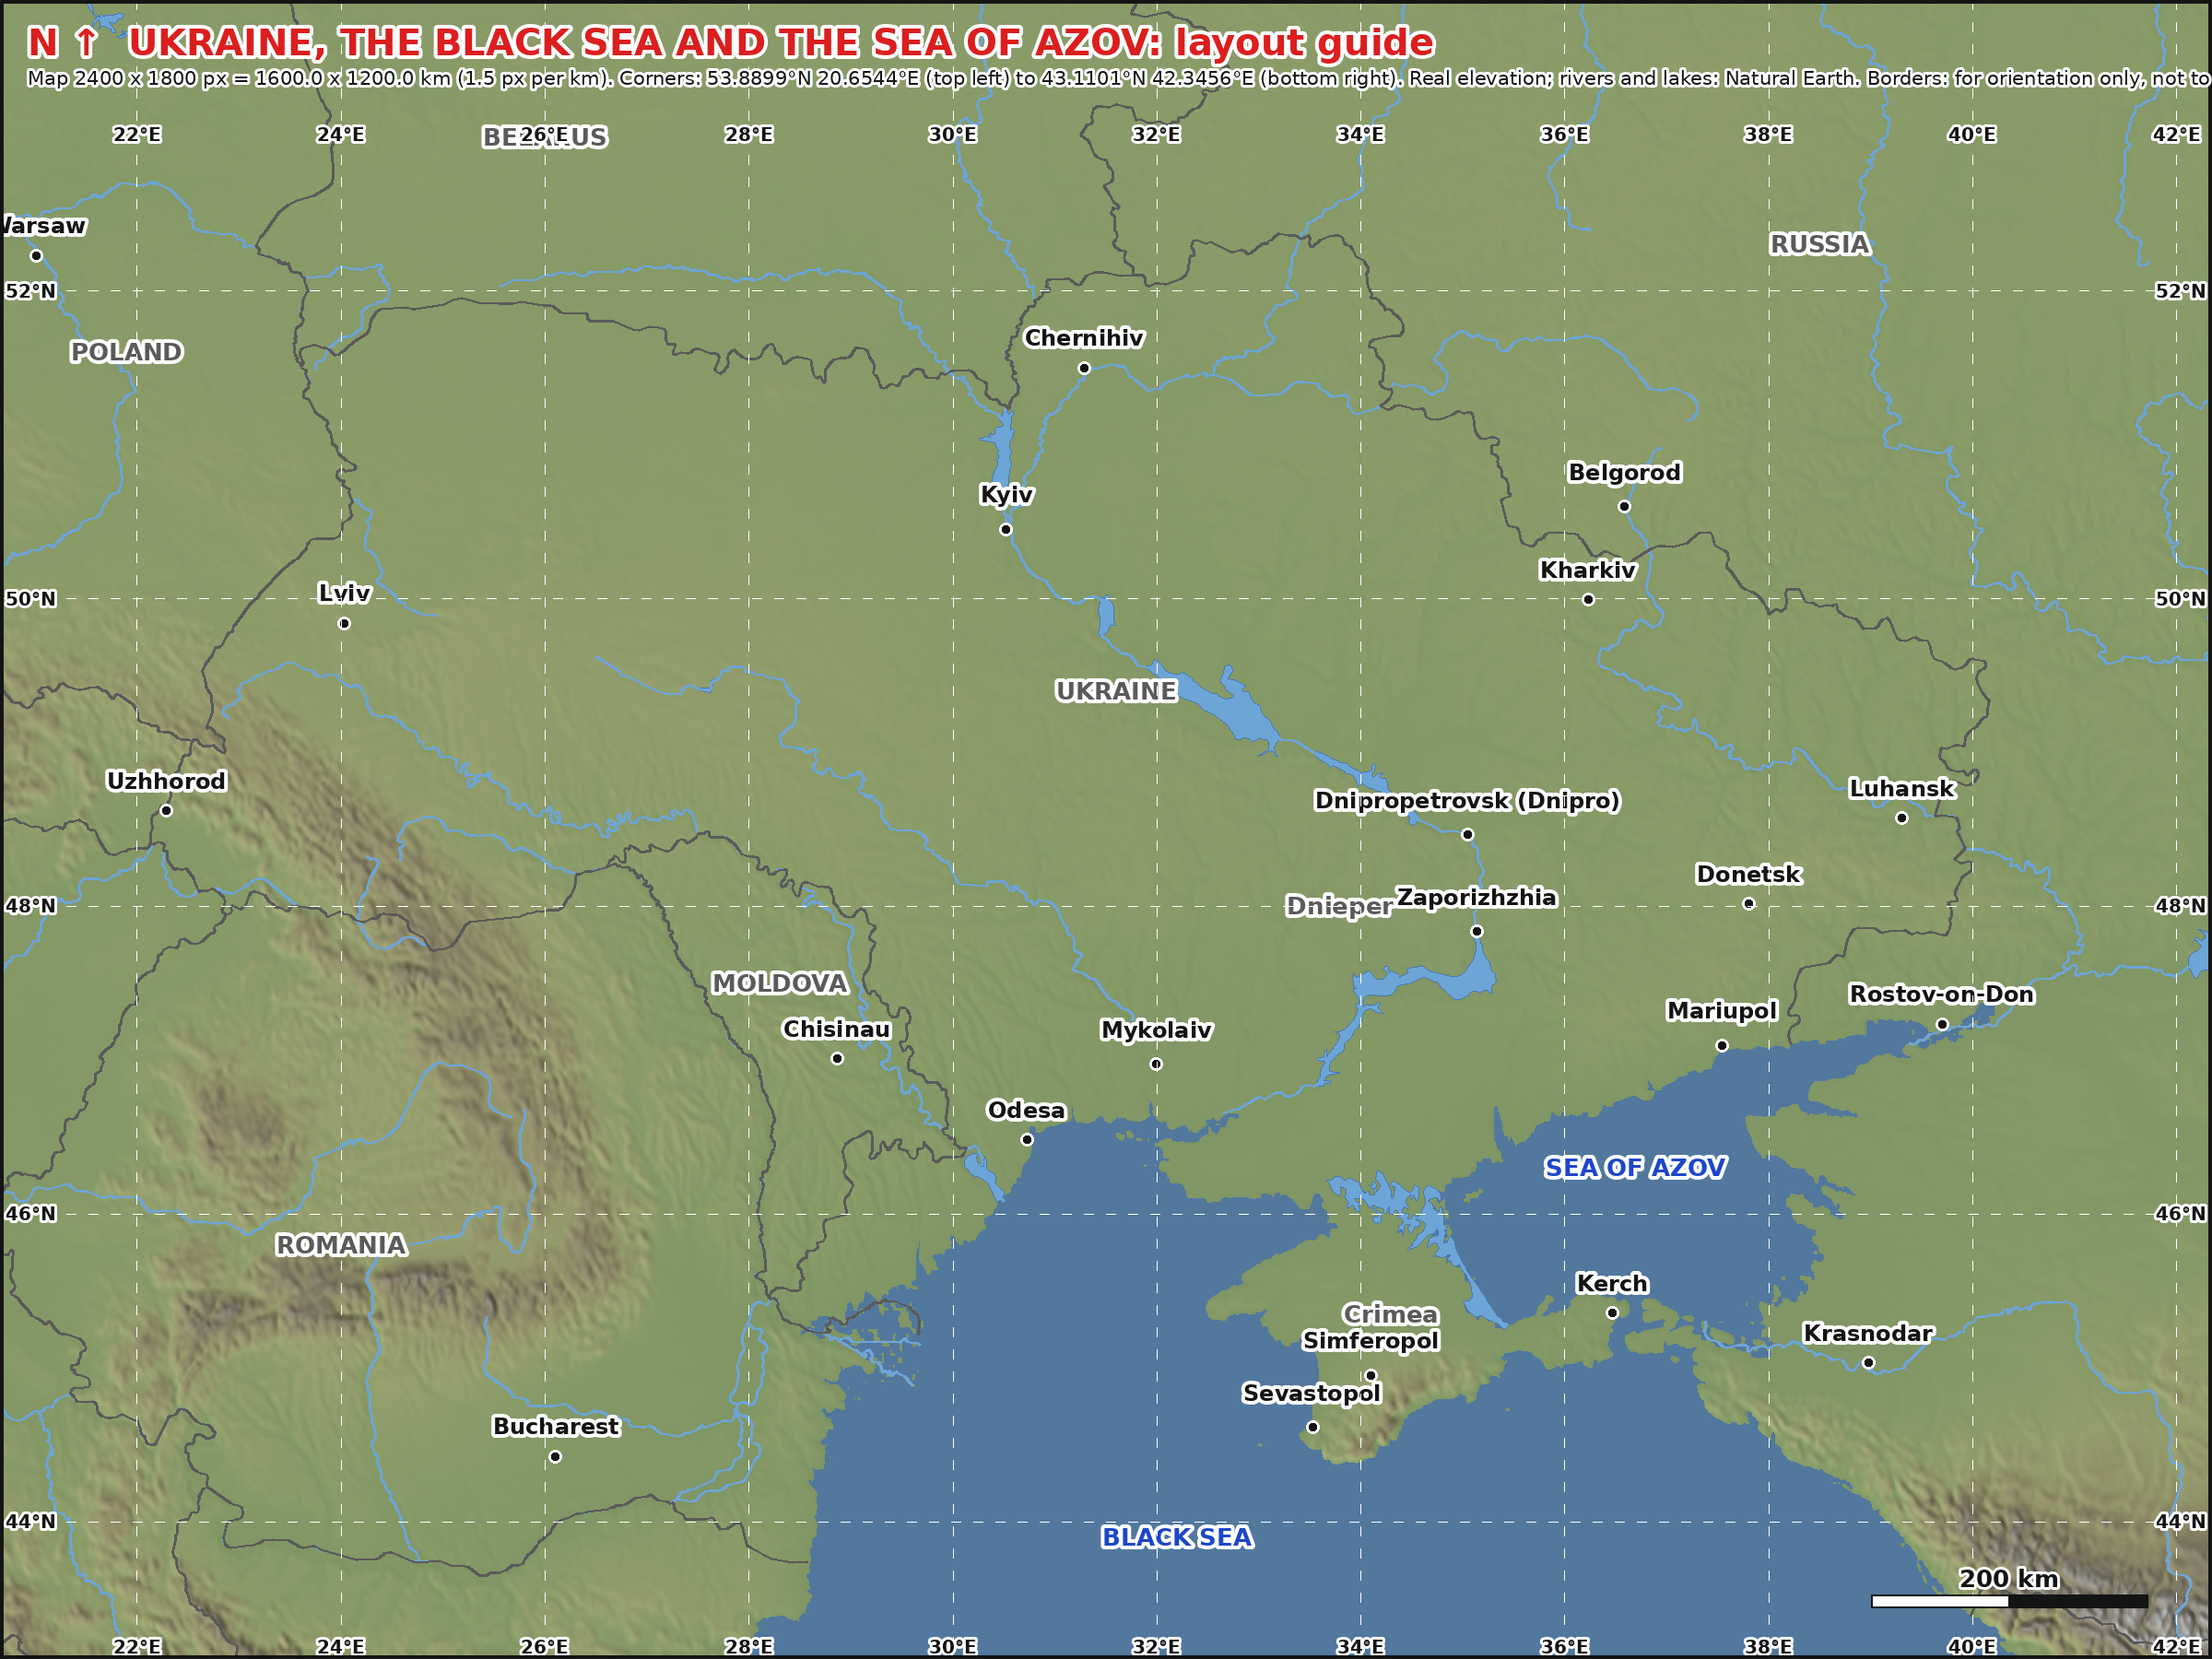 N ↑ UKRAINE, THE BLACK SEA AND THE SEA OF AZOV: layout guide
Map 2400 x 1800 px = 1600.0 x 1200.0 km (1.5 px per km). Corners: 53.8899°N 20.6544°E (top left) to 43.1101°N 42.3456°E (bottom right). Real elevation; rivers and lakes: Natural Earth. Borders: for orientation only, not to
22°E 24°E 26°E 28°E 30°E 32°E 34°E 36°E 38°E 40°E 42°E
Warsaw
RUSSIA
52°N 52°N
Chernihiv
POLAND
Belgorod
Kyiv
Kharkiv
Lviv
50°N 50°N
UKRAINE
Uzhhorod
Luhansk
Dnipropetrovsk (Dnipro)
Donetsk
Zaporizhzhia
48°N Dnieper 48°N
MOLDOVA
Rostov-on-Don
Mariupol
Chisinau
Mykolaiv
Odesa
SEA OF AZOV
46°N 46°N
ROMANIA
Kerch
Crimea
Krasnodar
Simferopol
Sevastopol
Bucharest
44°N 44°N
BLACK SEA
200 km
22°E 24°E 26°E 28°E 30°E 32°E 34°E 36°E 38°E 40°E 42°E